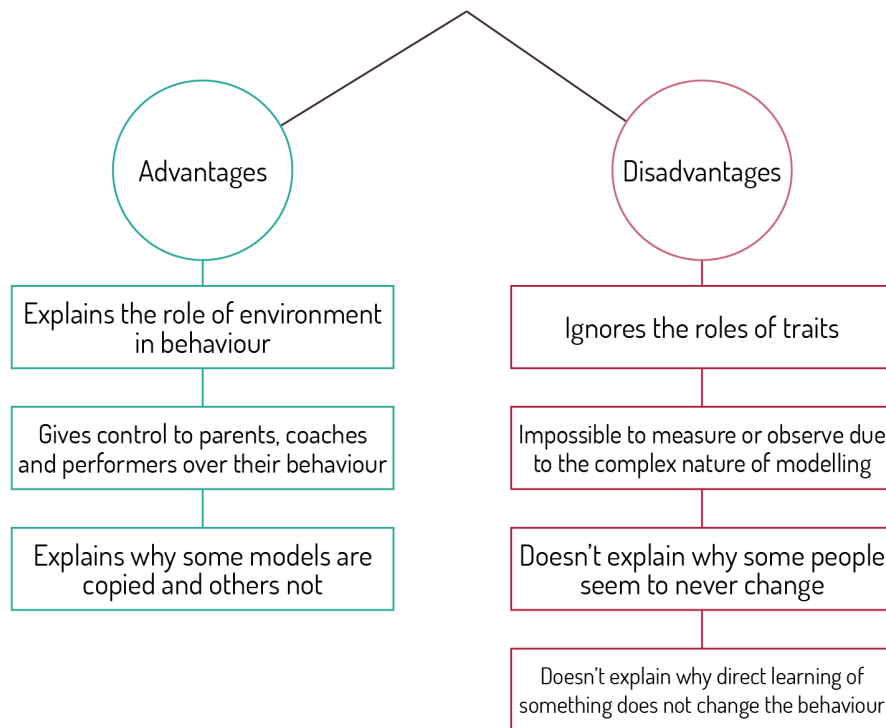 Advantages
Explains the role of environment
in behaviour
Gives control to parents, coaches
and performers over their behaviour
Explains why some models are
copied and others not
Disadvantages
Ignores the roles of traits
Impossible to measure or observe due
to the complex nature of modelling
Doesn't explain why some people
seem to never change
Doesn't explain why direct learning of
something does not change the behaviour